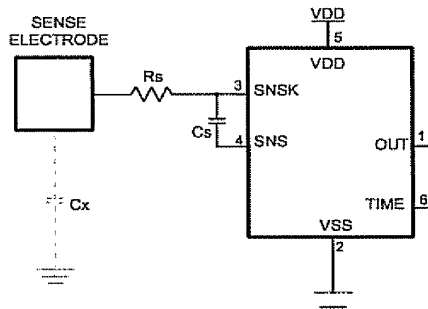 SENSE
ELECTRODE
VDD
5
VDD
Rs
3
SNSK
Cs
4
SNS
OUT
1
TIME
6
Cx
VSS
2